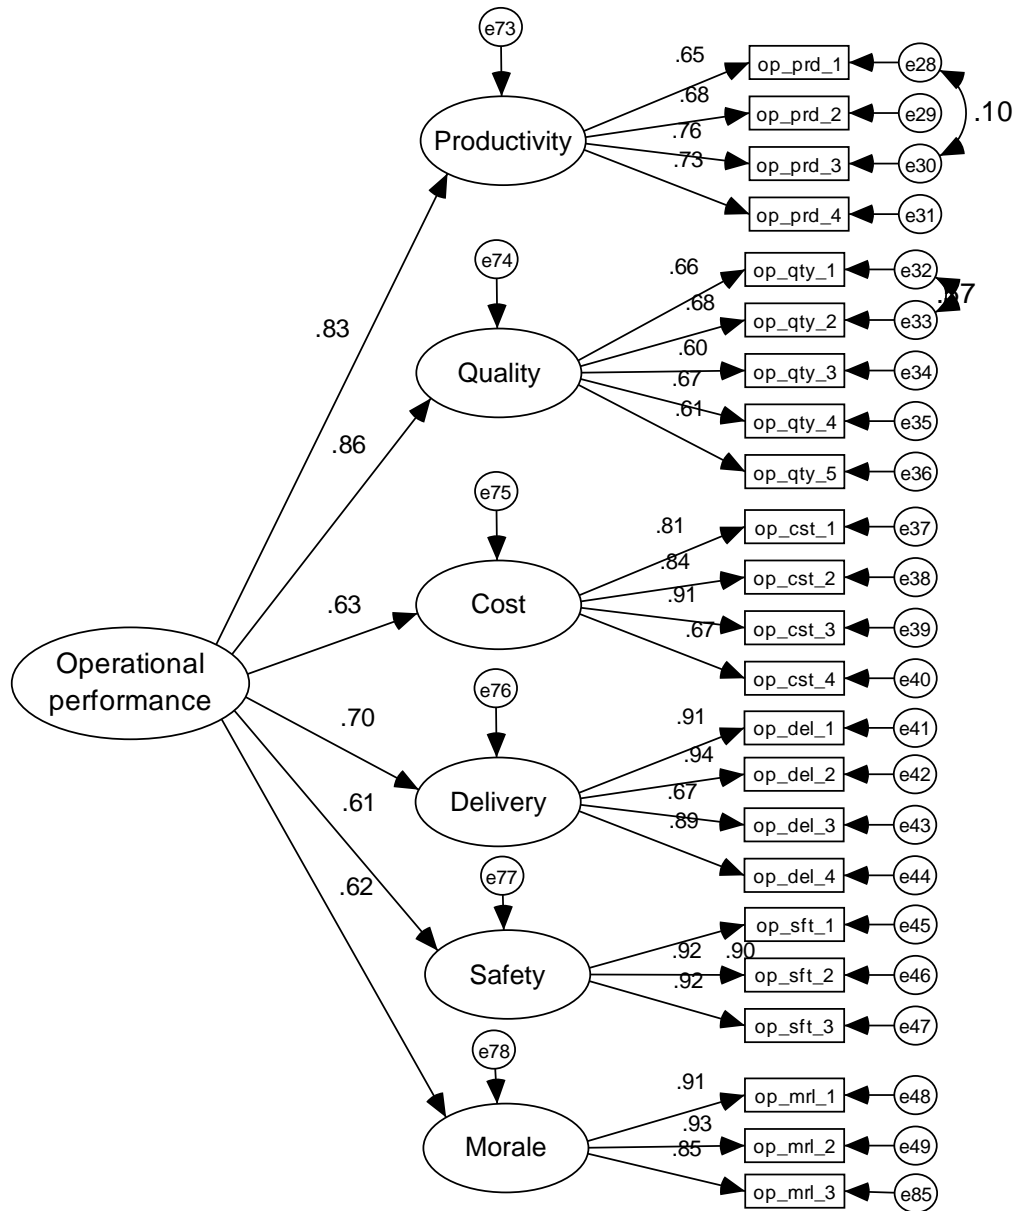 e73
.65
op_prd_1
e28
.68
op_prd_2
e29
.10
Productivity
.76
op_prd_3
e30
.73
op_prd_4
e31
e74
.66
op_qty_1
e32
.68
op_qty_2
e33
.83
.60
op_qty_3
e34
Quality
.67
op_qty_4
e35
.61
op_qty_5
e36
.86
e75
.81
op_cst_1
e37
.84
op_cst_2
e38
.91
op_cst_3
e39
Cost
.63
.67
op_cst_4
e40
Operational
performance
e76
.91
op_del_1
e41
.70
.94
op_del_2
e42
.67
op_del_3
e43
Delivery
.89
op_del_4
e44
.61
e77
.62
op_sft_1
e45
.92
.90
op_sft_2
e46
Safety
.92
op_sft_3
e47
e78
.91
op_mrl_1
e48
.93
op_mrl_2
e49
Morale
.85
op_mrl_3
e85